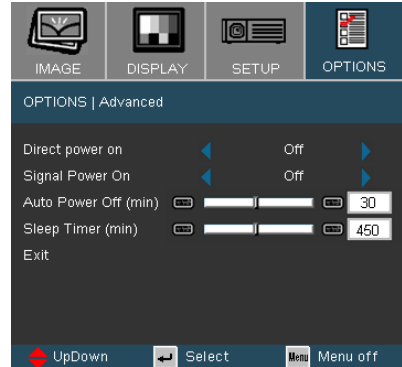 IMAGE DISPLAY SETUP OPTIONS
OPTIONS | Advanced
Direct power on Off
Signal Power On Off
Auto Power Off (min) 30
Sleep Timer (min) 450
Exit
UpDown Select Menu Menu off